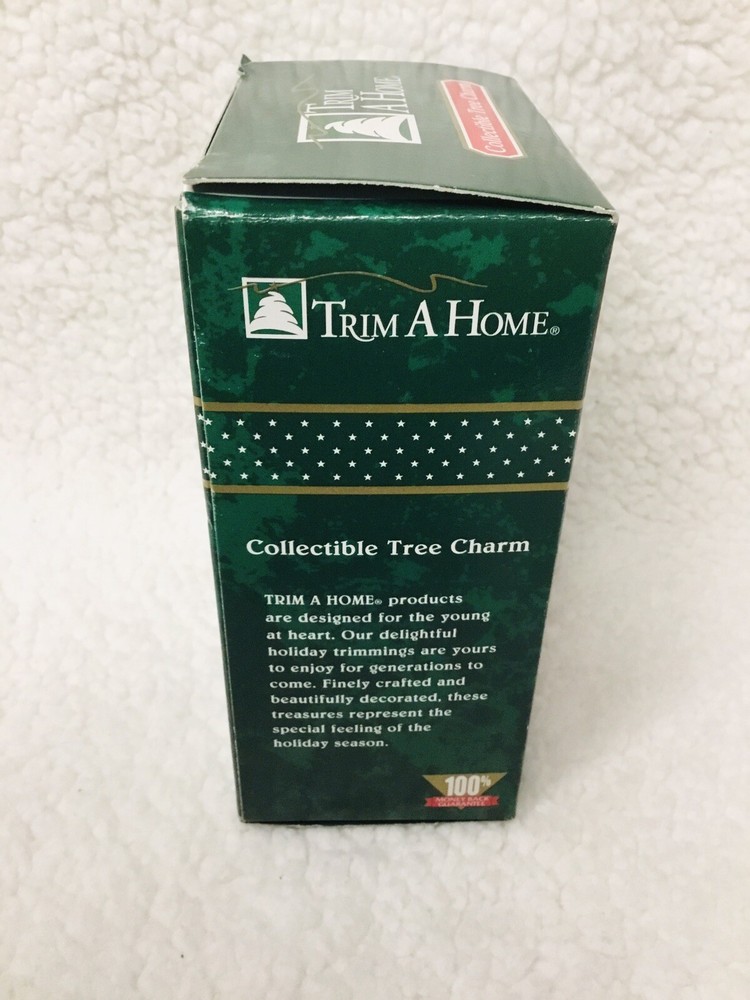 TRIM
A HOME
Collectible Tree Charm
TRIM A HOME®
Collectible Tree Charm
TRIM A HOME® products
are designed for the young
at heart. Our delightful
holiday trimmings are yours
to enjoy for generations to
come. Finely crafted and
beautifully decorated, these
treasures represent the
special feeling of the
holiday season.
100%
MONEY BACK
GUARANTEE